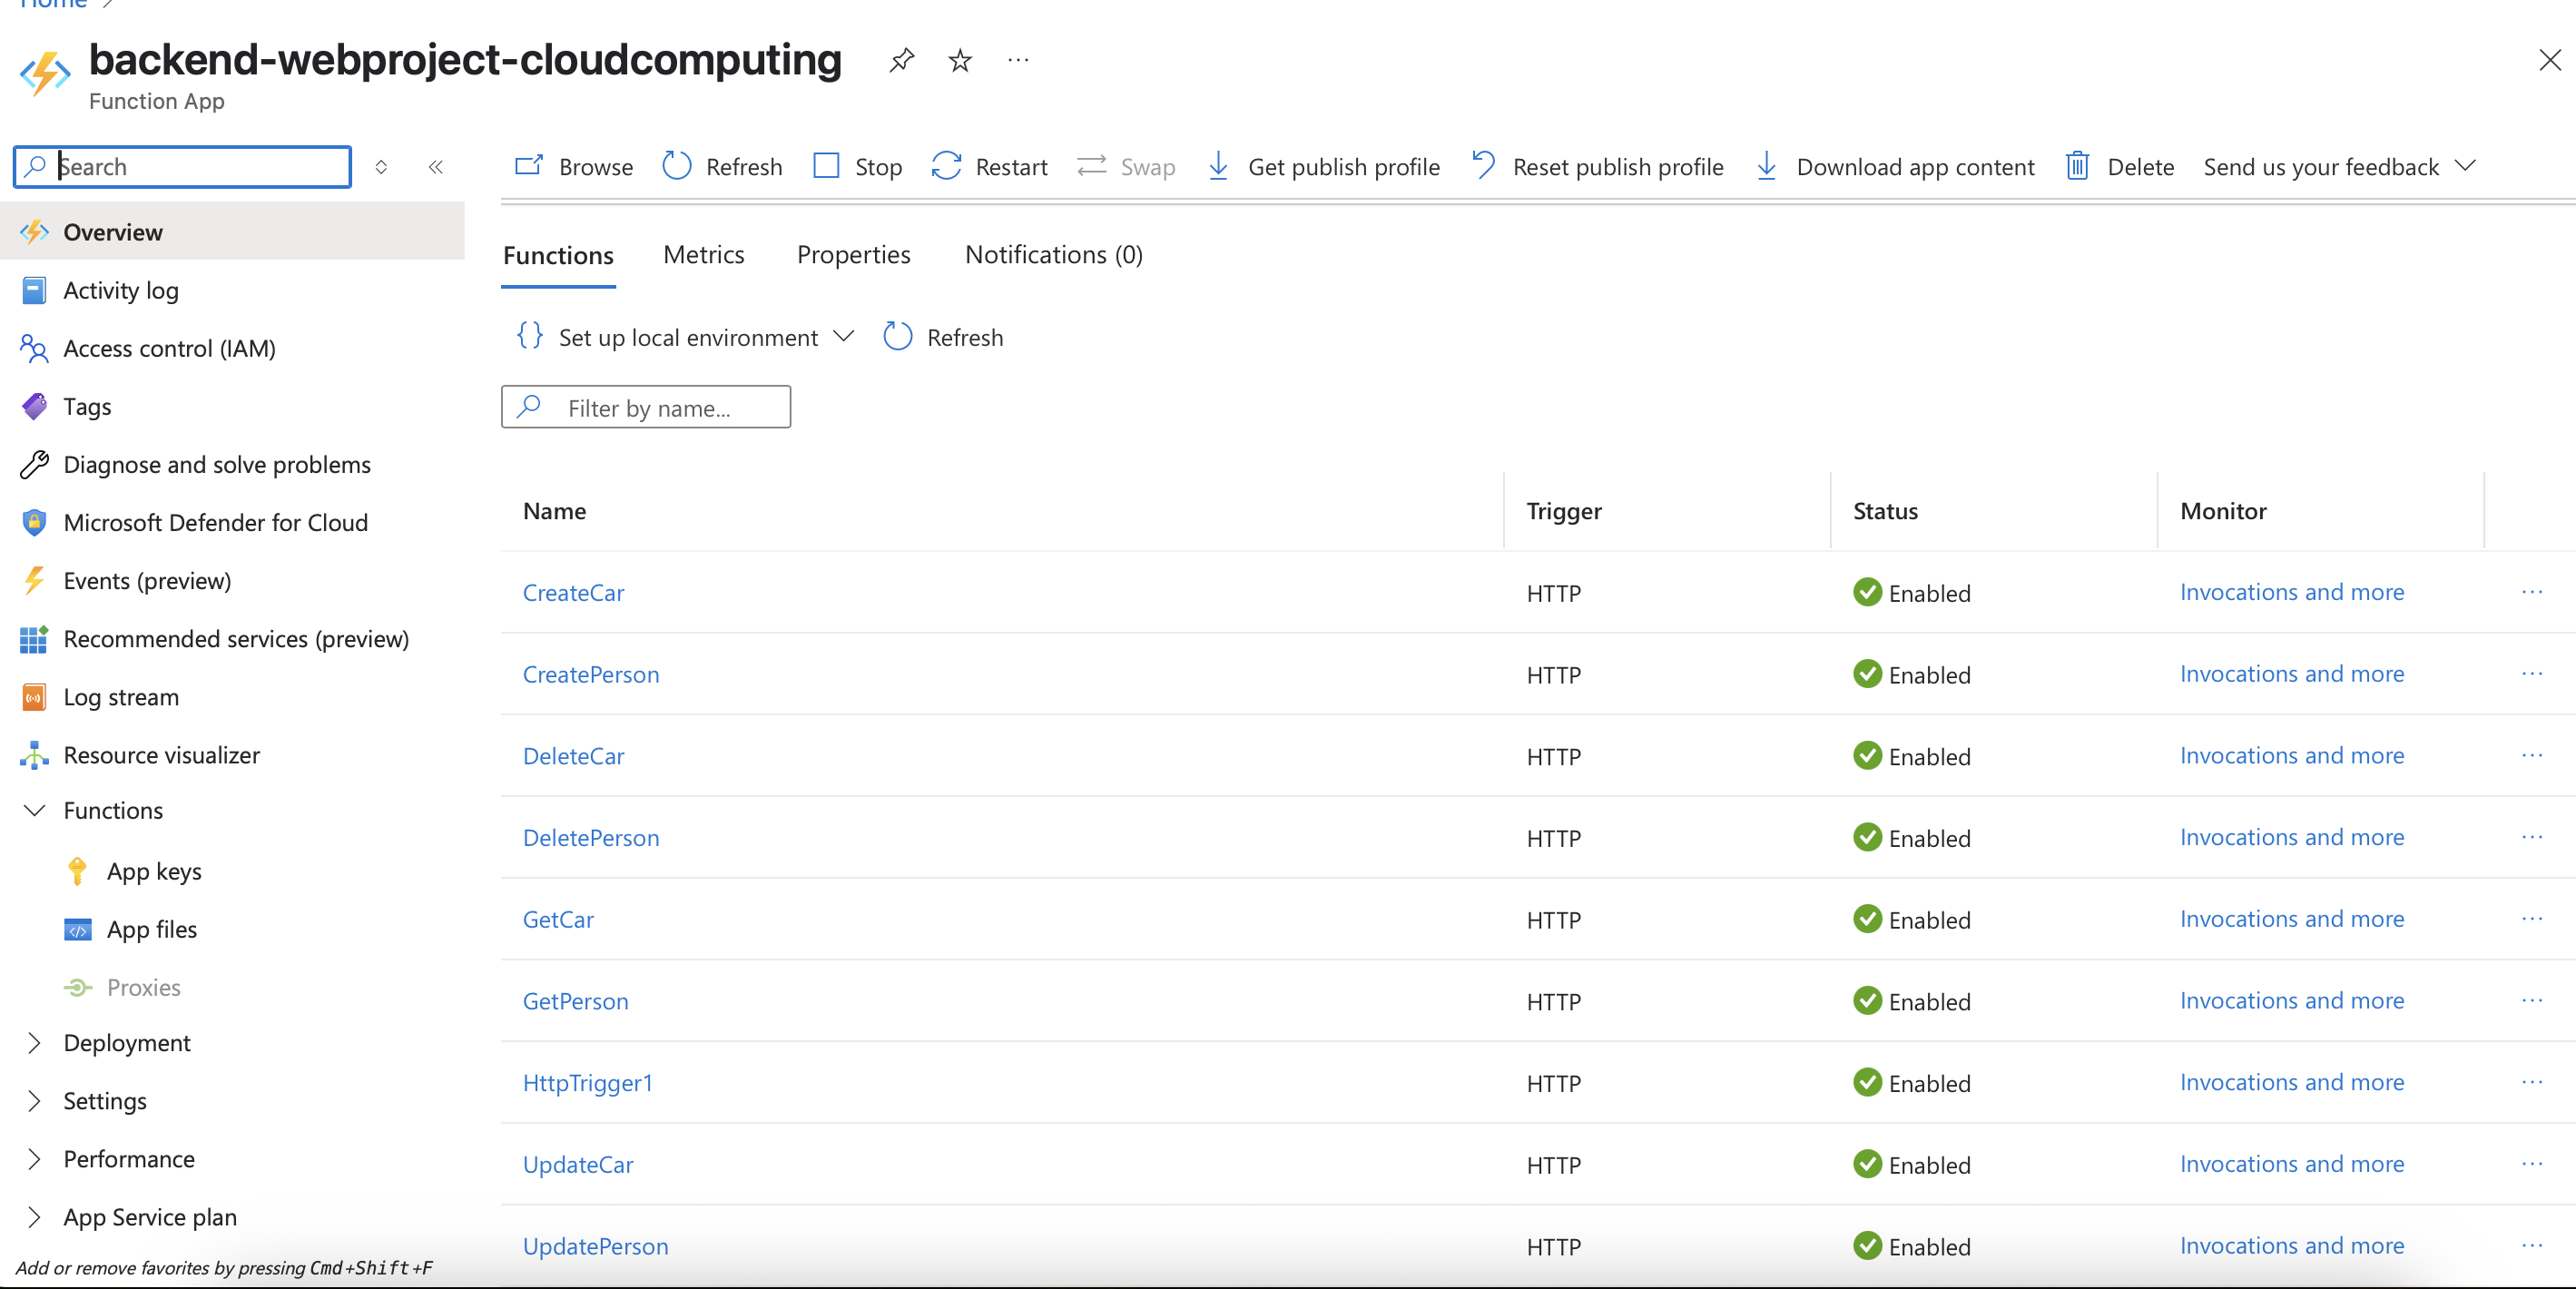 Home
backend-webproject-cloudcomputing
Function App
Search
Browse Refresh Stop Restart Swap Get publish profile Reset publish profile Download app content Delete Send us your feedback
Overview
Activity log
Access control (IAM)
Tags
Diagnose and solve problems
Microsoft Defender for Cloud
Events (preview)
Recommended services (preview)
Log stream
Resource visualizer
Functions
App keys
App files
Proxies
Deployment
Settings
Performance
App Service plan
Add or remove favorites by pressing Cmd+Shift+F
Functions Metrics Properties Notifications (0)
Set up local environment Refresh
Filter by name...
Name Trigger Status Monitor
CreateCar HTTP Enabled Invocations and more
CreatePerson HTTP Enabled Invocations and more
DeleteCar HTTP Enabled Invocations and more
DeletePerson HTTP Enabled Invocations and more
GetCar HTTP Enabled Invocations and more
GetPerson HTTP Enabled Invocations and more
HttpTrigger1 HTTP Enabled Invocations and more
UpdateCar HTTP Enabled Invocations and more
UpdatePerson HTTP Enabled Invocations and more